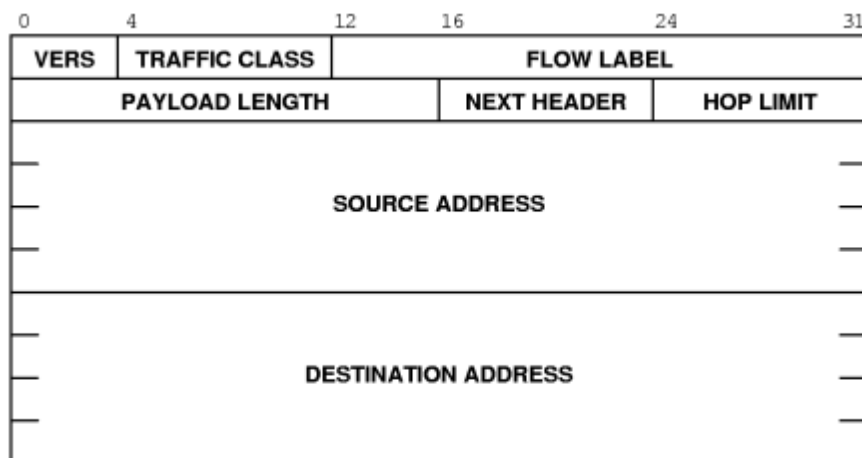 0 4 12 16 24 31
VERS TRAFFIC CLASS FLOW LABEL
PAYLOAD LENGTH NEXT HEADER HOP LIMIT
SOURCE ADDRESS
DESTINATION ADDRESS